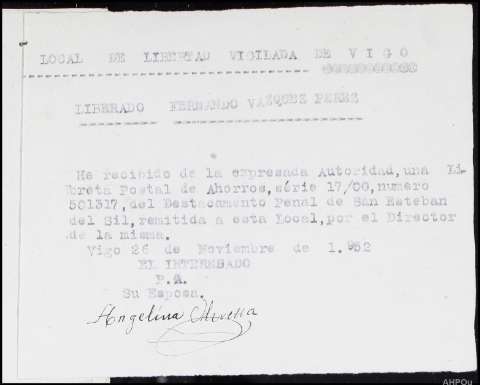 LOCAL DE LIBERTAD VIGILADA DE VIGO
LIBERADO FERNANDO VAZQUEZ PEREZ
He recibido de la expresada Autoridad, una Li-
breta Postal de Ahorros, série 17/00, numero
501317, del Destacamento Penal de San Esteban
del Sil, remitida a esta Local, por el Director
de la misma.
Vigo 26 de Noviembre de 1.952
EL INTERESADO
P.A.
Su Esposa.
Angelina
AHPOu